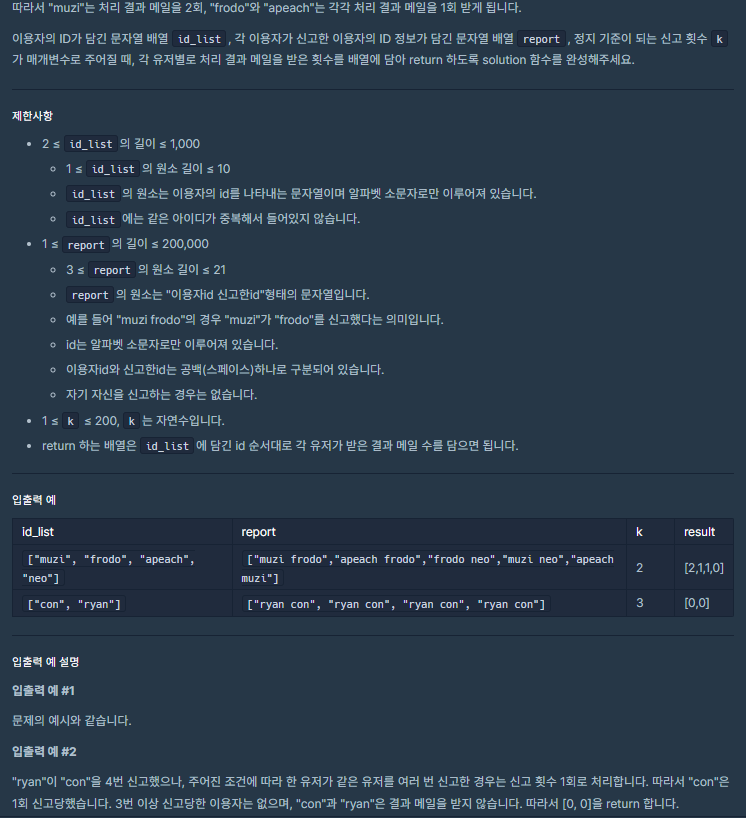 따라서 "muzi"는 처리 결과 메일을 2회, "frodo"와 "apeach"는 각각 처리 결과 메일을 1회 받게 됩니다.
이용자의 ID가 담긴 문자열 배열 id_list, 각 이용자가 신고한 이용자의 ID 정보가 담긴 문자열 배열 report, 정지 기준이 되는 신고 횟수 k
가 매개변수로 주어질 때, 각 유저별로 처리 결과 메일을 받은 횟수를 배열에 담아 return 하도록 solution 함수를 완성해주세요.
제한사항
• 2 ≤ id_list의 길이 ≤ 1,000
◦ 1 ≤ id_list의 원소 길이 ≤ 10
◦ id_list의 원소는 이용자의 id를 나타내는 문자열이며 알파벳 소문자로만 이루어져 있습니다.
◦ id_list에는 같은 아이디가 중복해서 들어있지 않습니다.
• 1 ≤ report의 길이 ≤ 200,000
◦ 3 ≤ report의 원소 길이 ≤ 21
◦ report의 원소는 "이용자id 신고한id"형태의 문자열입니다.
◦ 예를 들어 "muzi frodo"의 경우 "muzi"가 "frodo"를 신고했다는 의미입니다.
◦ id는 알파벳 소문자로만 이루어져 있습니다.
◦ 이용자id와 신고한id는 공백(스페이스)하나로 구분되어 있습니다.
◦ 자기 자신을 신고하는 경우는 없습니다.
• 1 ≤ k ≤ 200, k는 자연수입니다.
• return 하는 배열은 id_list에 담긴 id 순서대로 각 유저가 받은 결과 메일 수를 담으면 됩니다.
입출력 예
id_list report k result
["muzi", "frodo", "apeach", "neo"] ["muzi frodo","apeach frodo","frodo neo","muzi neo","apeach muzi"] 2 [2,1,1,0]
["con", "ryan"] ["ryan con", "ryan con", "ryan con", "ryan con"] 3 [0,0]
입출력 예 설명
입출력 예 #1
문제의 예시와 같습니다.
입출력 예 #2
"ryan"이 "con"을 4번 신고했으나, 주어진 조건에 따라 한 유저가 같은 유저를 여러 번 신고한 경우는 신고 횟수 1회로 처리합니다. 따라서 "con"은
1회 신고당했습니다. 3번 이상 신고당한 이용자는 없으며, "con"과 "ryan"은 결과 메일을 받지 않습니다. 따라서 [0, 0]을 return 합니다.